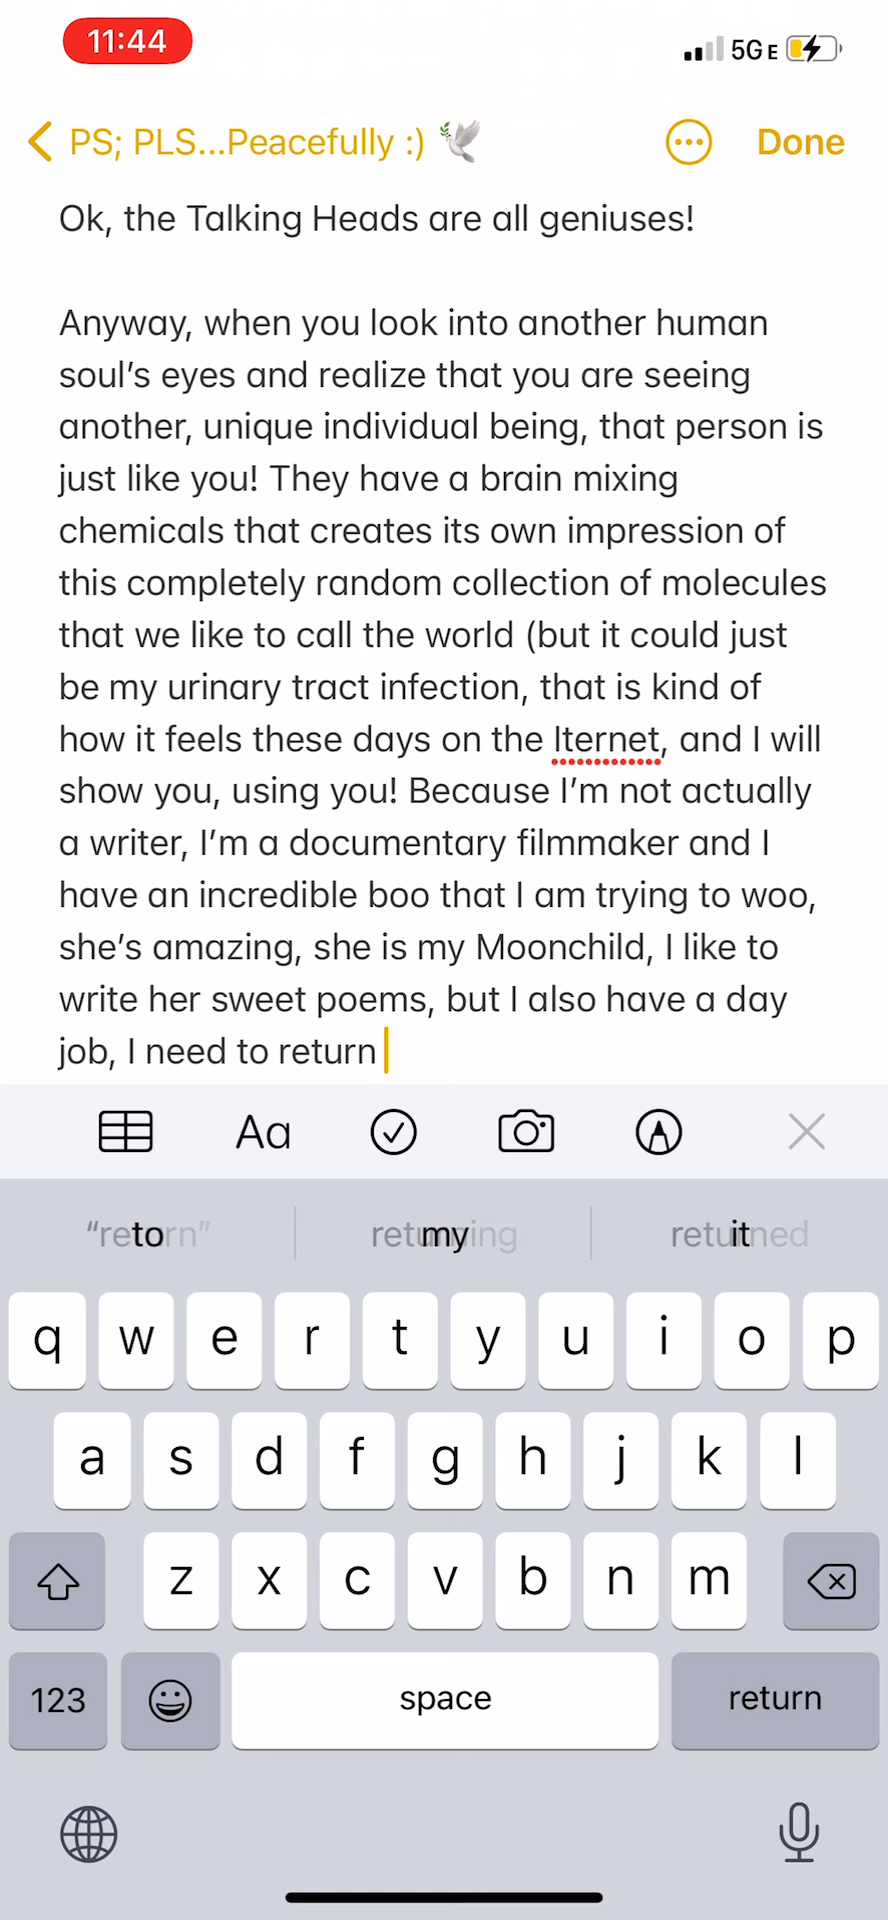 11:44
5GE
PS; PLS...Peacefully :) 🕊️
Done
Ok, the Talking Heads are all geniuses!
Anyway, when you look into another human
soul's eyes and realize that you are seeing
another, unique individual being, that person is
just like you! They have a brain mixing
chemicals that creates its own impression of
this completely random collection of molecules
that we like to call the world (but it could just
be my urinary tract infection, that is kind of
how it feels these days on the Iternet, and I will
show you, using you! Because I'm not actually
a writer, I'm a documentary filmmaker and I
have an incredible boo that I am trying to woo,
she's amazing, she is my Moonchild, I like to
write her sweet poems, but I also have a day
job, I need to return
Aa
to my it
q w e r t y u i o p
a s d f g h j k l
z x c v b n m
123 space return